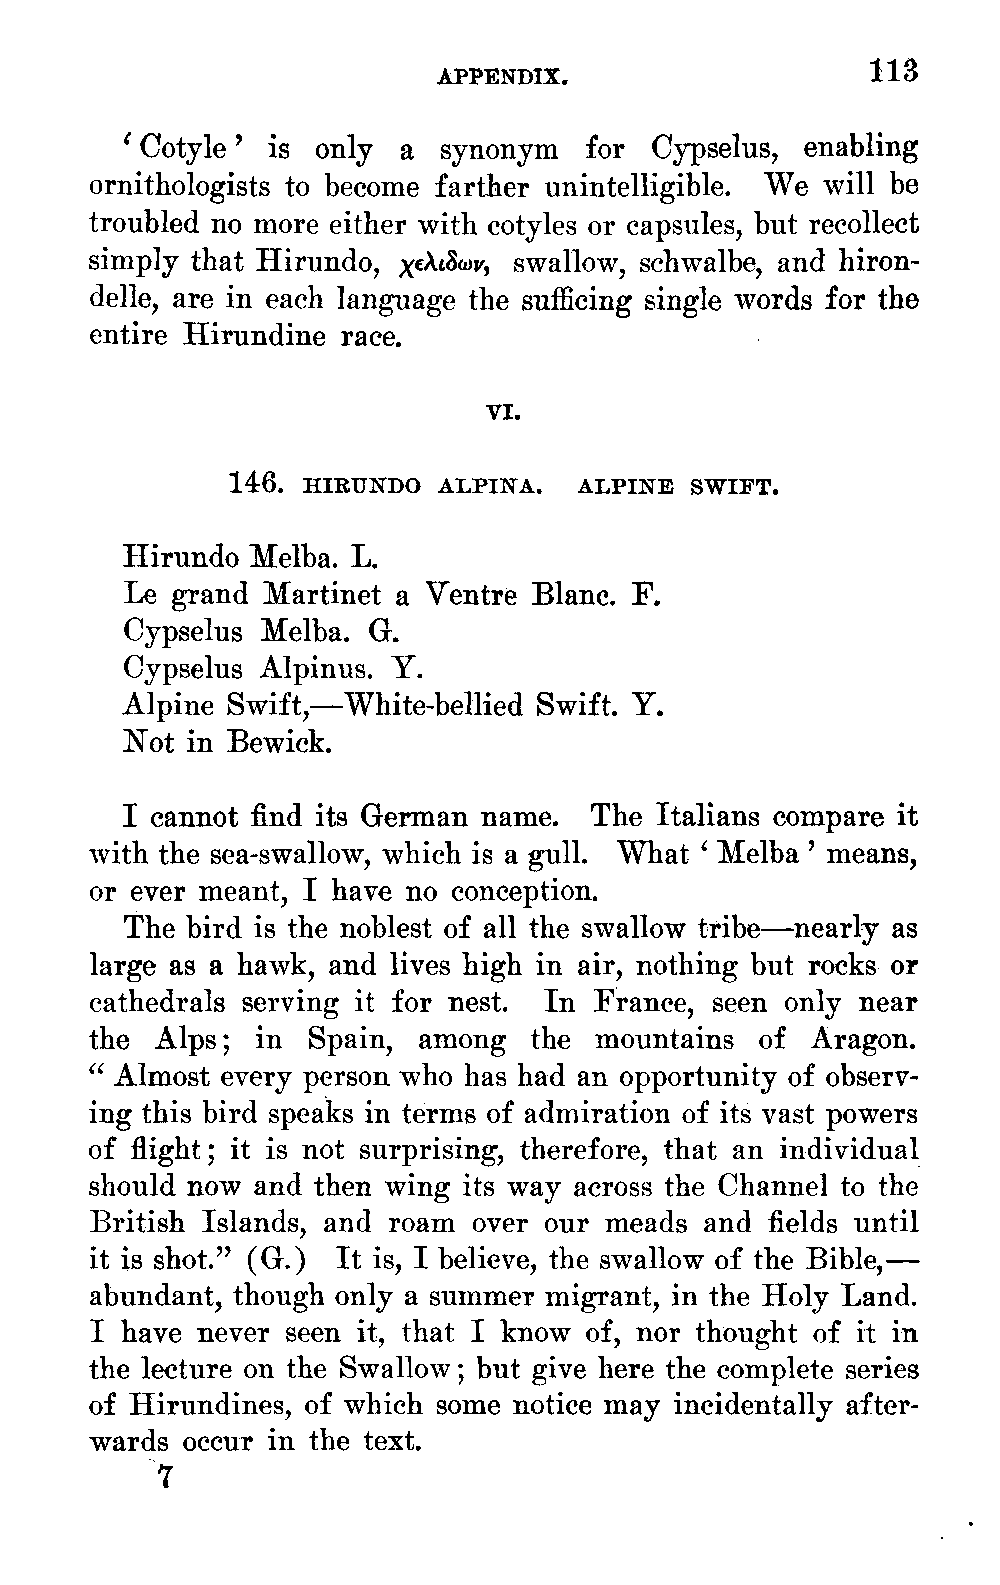 APPENDIX. 113
‘Cotyle’ is only a synonym for Cypselus, enabling
ornithologists to become farther unintelligible. We will be
troubled no more either with cotyles or capsules, but recollect
simply that Hirundo, χελιδων, swallow, schwalbe, and hiron-
delle, are in each language the sufficing single words for the
entire Hirundine race.
VI.
146. HIRUNDO ALPINA. ALPINE SWIFT.
Hirundo Melba. L.
Le grand Martinet a Ventre Blanc. F.
Cypselus Melba. G.
Cypselus Alpinus. Y.
Alpine Swift,—White-bellied Swift. Y.
Not in Bewick.
I cannot find its German name. The Italians compare it
with the sea-swallow, which is a gull. What ‘Melba’ means,
or ever meant, I have no conception.
The bird is the noblest of all the swallow tribe—nearly as
large as a hawk, and lives high in air, nothing but rocks or
cathedrals serving it for nest. In France, seen only near
the Alps; in Spain, among the mountains of Aragon.
“Almost every person who has had an opportunity of observ-
ing this bird speaks in terms of admiration of its vast powers
of flight; it is not surprising, therefore, that an individual
should now and then wing its way across the Channel to the
British Islands, and roam over our meads and fields until
it is shot.” (G.) It is, I believe, the swallow of the Bible,—
abundant, though only a summer migrant, in the Holy Land.
I have never seen it, that I know of, nor thought of it in
the lecture on the Swallow; but give here the complete series
of Hirundines, of which some notice may incidentally after-
wards occur in the text.
7